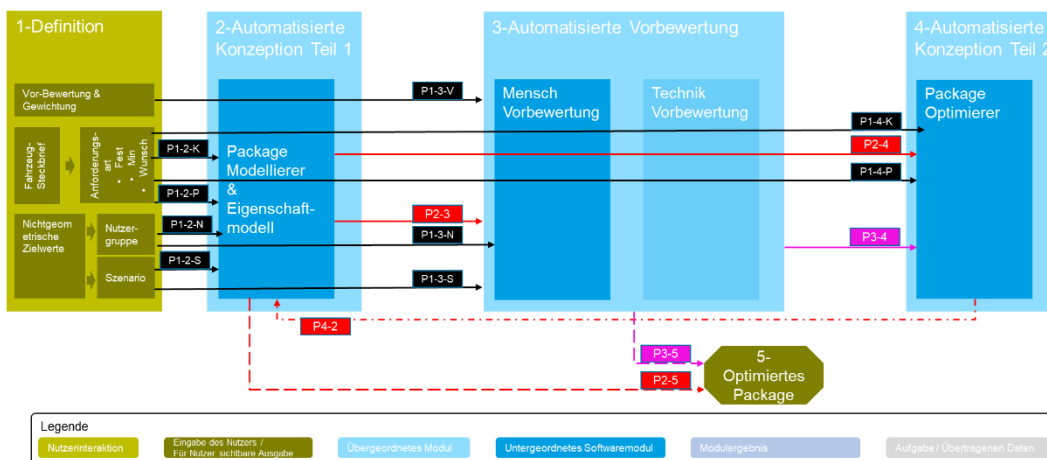 1-Definition
Vor-Bewertung &
Gewichtung
Fahrzeug-
Steckbrief
Anforderungs-
art
• Fest
• Min
• Wunsch
Nichtgeom
etrische
Zielwerte
Nutzer-
gruppe
Szenario
P1-2-K
P1-2-P
P1-2-N
P1-2-S
2-Automatisierte
Konzeption Teil 1
Package
Modellierer
&
Eigenschaft-
modell
P1-3-V
P2-3
P1-3-N
P1-3-S
3-Automatisierte Vorbewertung
Mensch
Vorbewertung
Technik
Vorbewertung
P1-4-K
P2-4
P1-4-P
P3-4
4-Automatisierte
Konzeption Teil 2
Package
Optimierer
P4-2
P3-5
P2-5
5-
Optimiertes
Package
Legende
Nutzerinteraktion
Eingabe des Nutzers /
Für Nutzer sichtbare Ausgabe
Übergeordnetes Modul
Untergeordnetes Softwaremodul
Modulergebnis
Aufgabe / Übertragenen Daten